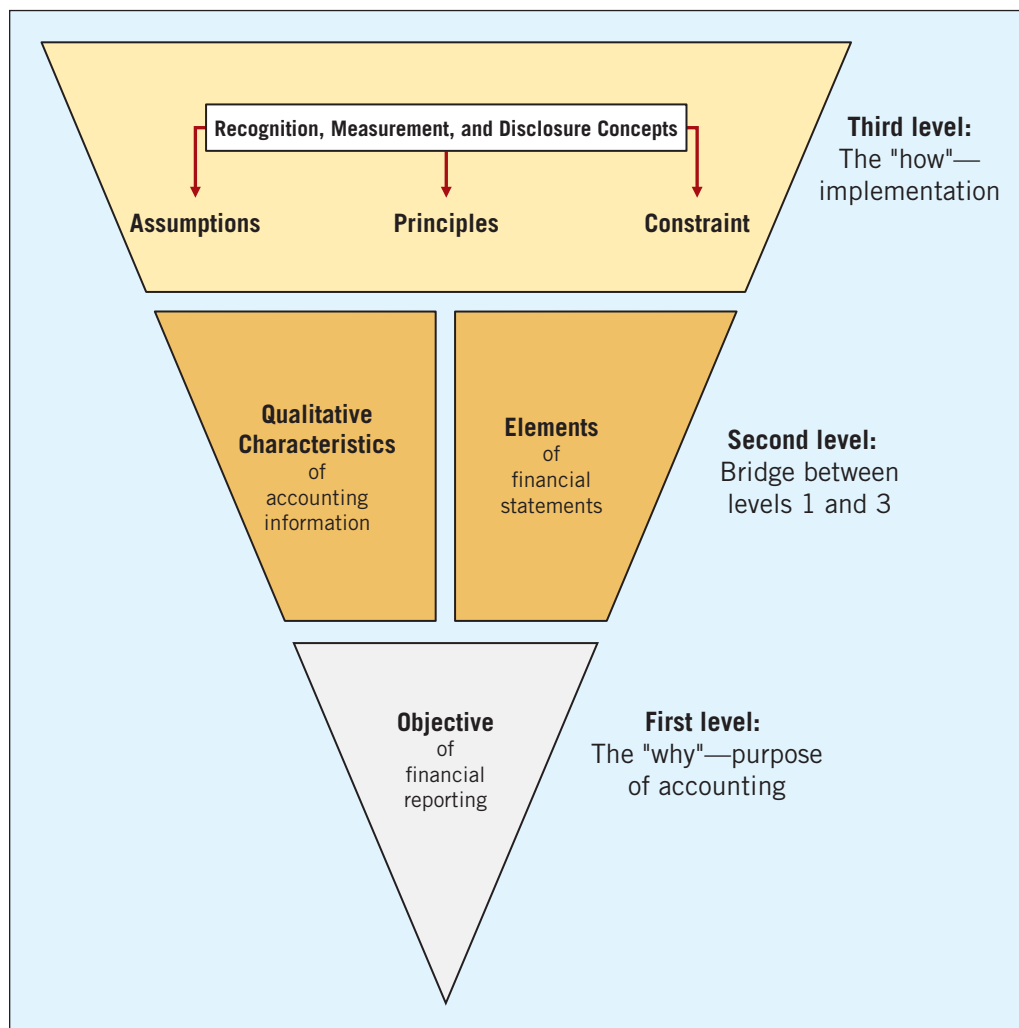 Recognition, Measurement, and Disclosure Concepts
Assumptions
Principles
Constraint
Third level:
The "how"—
implementation
Qualitative
Characteristics
of
accounting
information
Elements
of
financial
statements
Second level:
Bridge between
levels 1 and 3
Objective
of
financial
reporting
First level:
The "why"—purpose
of accounting